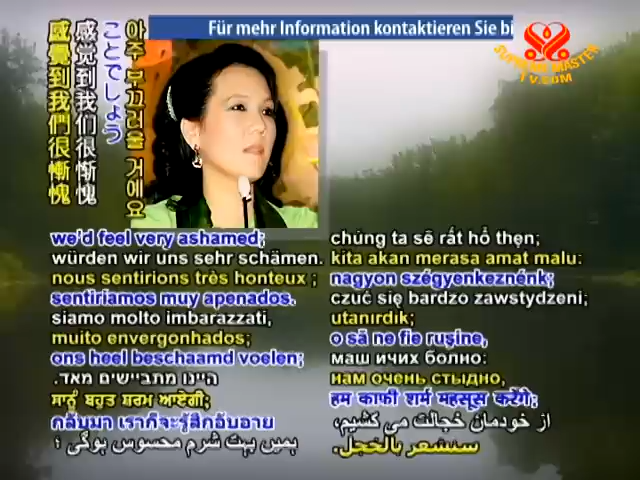 Für mehr Information kontaktieren Sie bi
SUPREME MASTER
TV.COM
아주 부끄러울 거예요
ことでしょう
感觉到我们很惭愧
感覺到我們很慚愧
we'd feel very ashamed;
würden wir uns sehr schämen.
nous sentirions très honteux ;
sentiríamos muy apenados.
siamo molto imbarazzati,
muito envergonhados;
ons heel beschaamd voelen;
היינו מתביישים מאד.
ਸਾਨੂੰ ਬਹੁਤ ਸ਼ਰਮ ਆਏਗੀ;
กลับมา เราก็จะรู้สึกอับอาย
ہمیں بہت شرم محسوس ہوگی ؛
chúng ta sẽ rất hổ thẹn;
kita akan merasa amat malu:
nagyon szégyenkeznénk;
czuć się bardzo zawstydzeni;
utanırdık;
o să ne fie ruşine,
маш ичих болно:
нам очень стыдно,
हम काफी शर्म महसूस करेंगे;
از خودمان خجالت می کشیم,
سنشعر بالخجل.